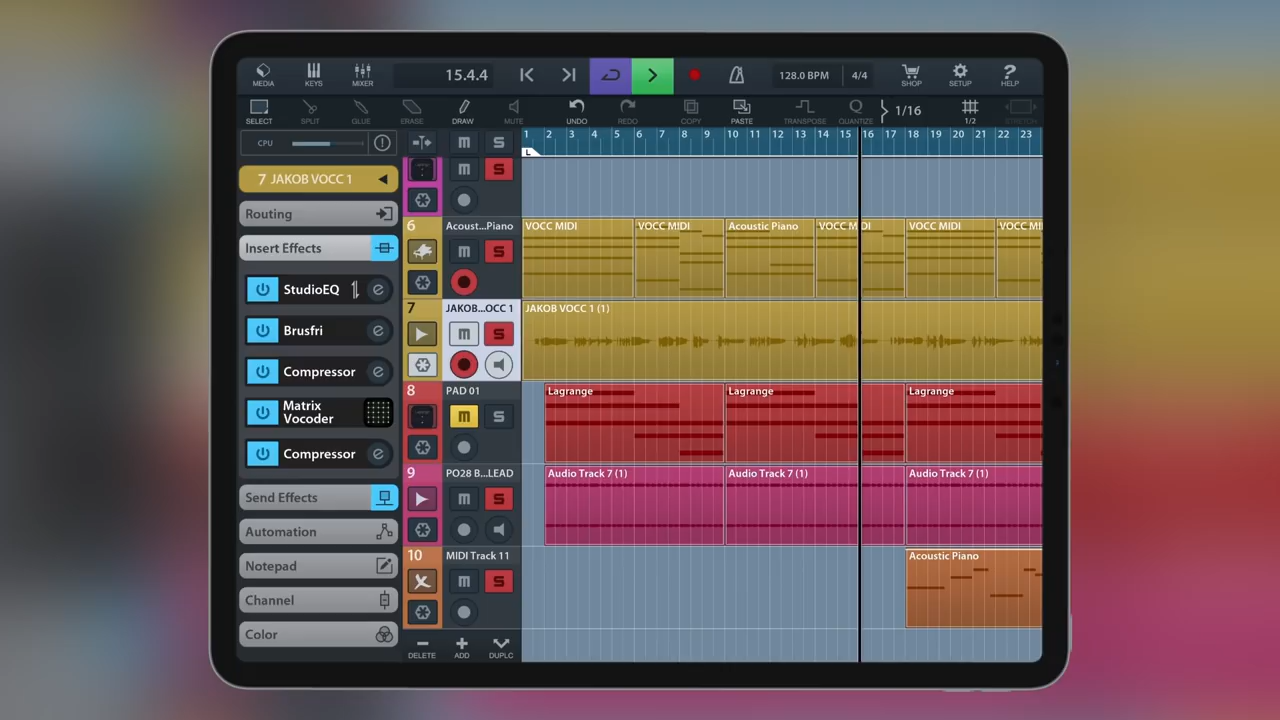 15.4.4
128.0 BPM
4/4
MEDIA
KEYS
MIXER
SHOP
SETUP
?
HELP
1/16
SELECT
SPLIT
GLUE
ERASE
DRAW
MUTE
UNDO
REDO
COPY
PASTE
TRANSPOSE
QUANTIZE
1/2
STRETCH
CPU
M
S
1 2 3 4 5 6 7 8 9 10 11 12 13 14 15 16 17 18 19 20 21 22 23
L
7 JAKOB VOCC 1
Routing
Insert Effects
StudioEQ
Brusfri
Compressor
Matrix
Vocoder
Compressor
Send Effects
Automation
Notepad
Channel
Color
M S
6 Acoust...Piano
M S
VOCC MIDI
VOCC MIDI
Acoustic Piano
VOCC MIDI
VOCC MIDI
VOCC MI
7 JAKOB...OCC 1
M S
JAKOB VOCC 1 (1)
8 PAD 01
M S
Lagrange
Lagrange
Lagrange
9 PO28 B...LEAD
M S
Audio Track 7 (1)
Audio Track 7 (1)
Audio Track 7 (1)
10 MIDI Track 11
M S
Acoustic Piano
DELETE
ADD
DUPLC